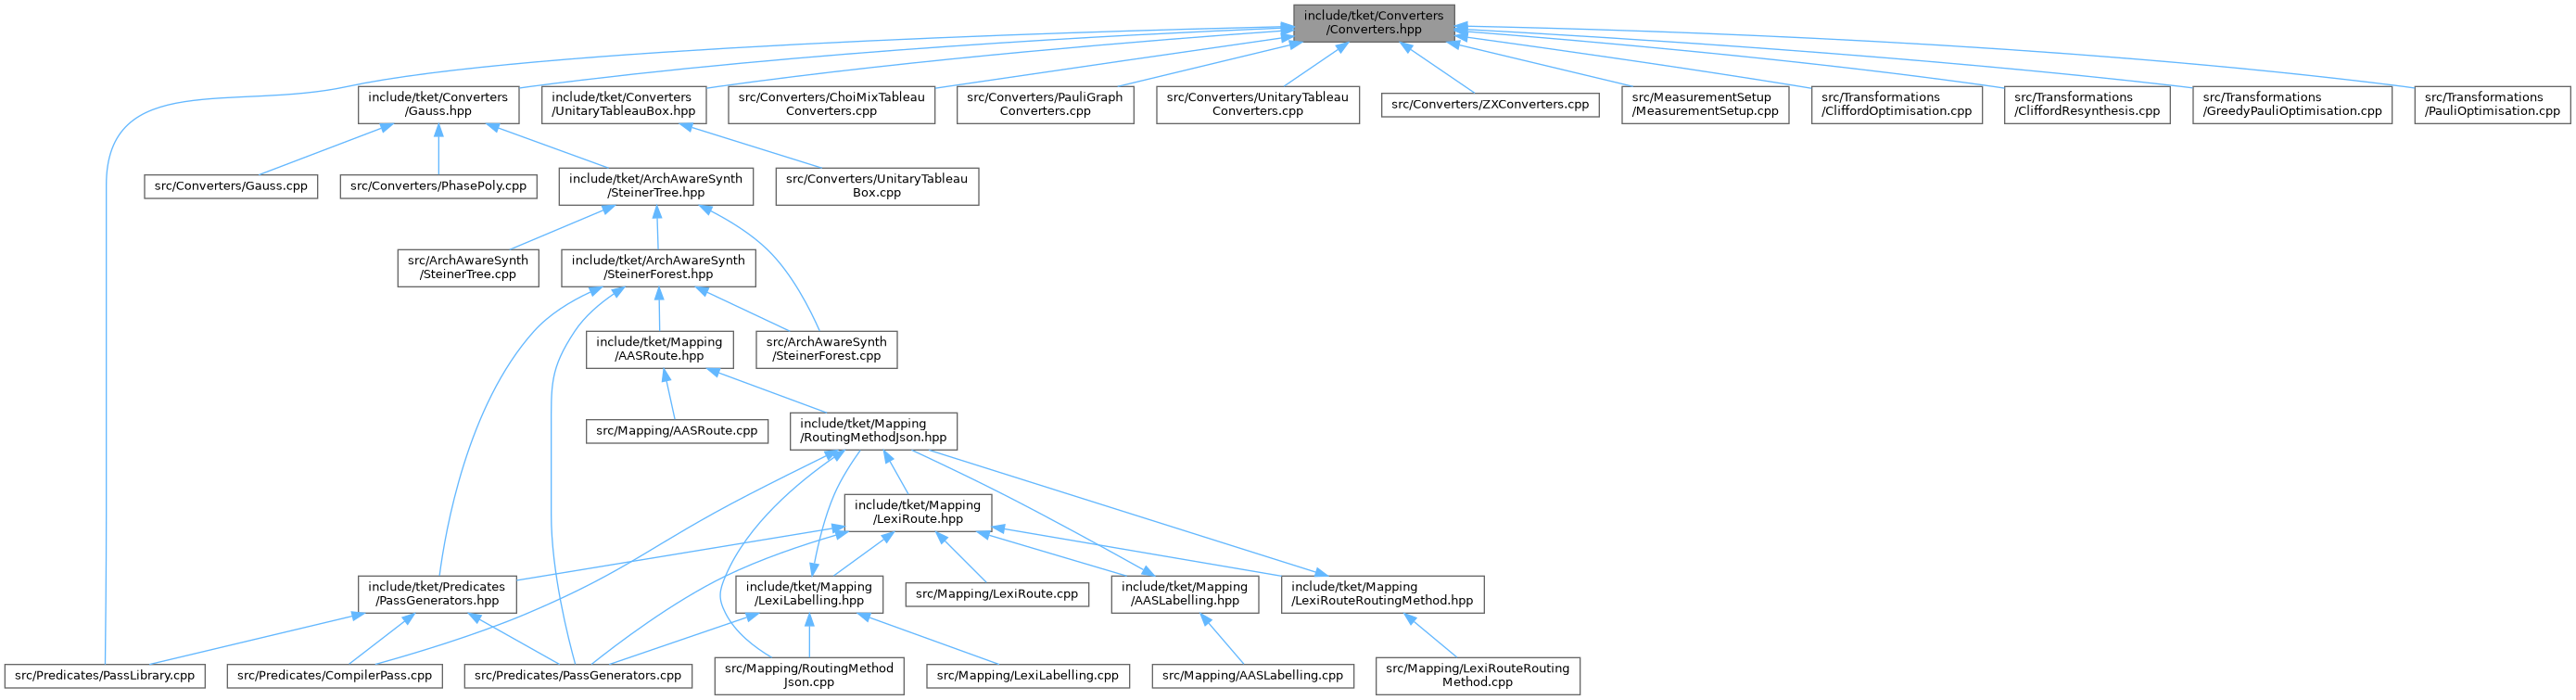 include/tket/Converters
/Converters.hpp
include/tket/Converters
/Gauss.hpp
include/tket/Converters
/UnitaryTableauBox.hpp
src/Converters/ChoiMixTableau
Converters.cpp
src/Converters/PauliGraph
Converters.cpp
src/Converters/UnitaryTableau
Converters.cpp
src/Converters/ZXConverters.cpp
src/MeasurementSetup
/MeasurementSetup.cpp
src/Transformations
/CliffordOptimisation.cpp
src/Transformations
/CliffordResynthesis.cpp
src/Transformations
/GreedyPauliOptimisation.cpp
src/Transformations
/PauliOptimisation.cpp
src/Converters/Gauss.cpp
src/Converters/PhasePoly.cpp
include/tket/ArchAwareSynth
/SteinerTree.hpp
src/Converters/UnitaryTableau
Box.cpp
src/ArchAwareSynth
/SteinerTree.cpp
include/tket/ArchAwareSynth
/SteinerForest.hpp
include/tket/Mapping
/AASRoute.hpp
src/ArchAwareSynth
/SteinerForest.cpp
src/Mapping/AASRoute.cpp
include/tket/Mapping
/RoutingMethodJson.hpp
include/tket/Mapping
/LexiRoute.hpp
include/tket/Predicates
/PassGenerators.hpp
include/tket/Mapping
/LexiLabelling.hpp
src/Mapping/LexiRoute.cpp
include/tket/Mapping
/AASLabelling.hpp
include/tket/Mapping
/LexiRouteRoutingMethod.hpp
src/Predicates/PassLibrary.cpp
src/Predicates/CompilerPass.cpp
src/Predicates/PassGenerators.cpp
src/Mapping/RoutingMethod
Json.cpp
src/Mapping/LexiLabelling.cpp
src/Mapping/AASLabelling.cpp
src/Mapping/LexiRouteRouting
Method.cpp